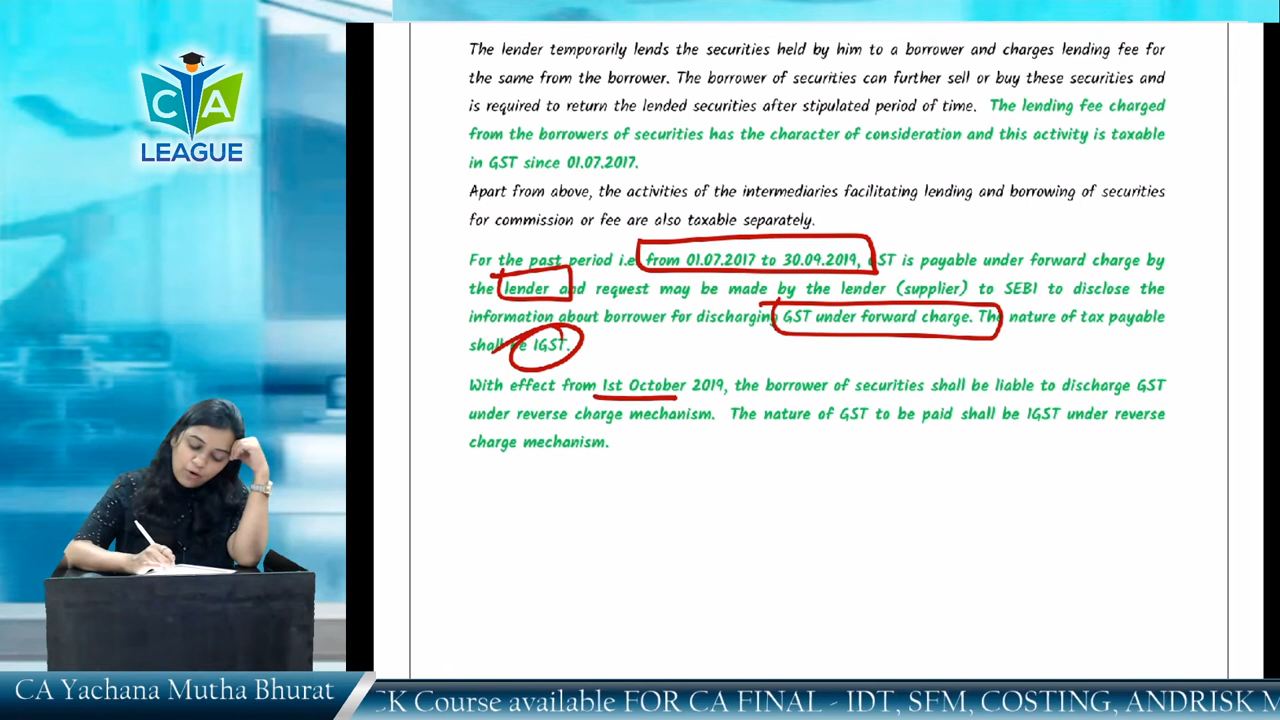 CA
LEAGUE
The lender temporarily lends the securities held by him to a borrower and charges lending fee for
the same from the borrower. The borrower of securities can further sell or buy these securities and
is required to return the lended securities after stipulated period of time. The lending fee charged
from the borrowers of securities has the character of consideration and this activity is taxable
in GST since 01.07.2017.
Apart from above, the activities of the intermediaries facilitating lending and borrowing of securities
for commission or fee are also taxable separately.
For the past period i.e. from 01.07.2017 to 30.09.2019, GST is payable under forward charge by
the lender and request may be made by the lender (supplier) to SEBI to disclose the
information about borrower for discharging GST under forward charge. The nature of tax payable
shall be IGST.
With effect from 1st October 2019, the borrower of securities shall be liable to discharge GST
under reverse charge mechanism. The nature of GST to be paid shall be IGST under reverse
charge mechanism.
CA Yachana Mutha Bhurat
CK Course available FOR CA FINAL - IDT, SFM, COSTING, ANDRISK M